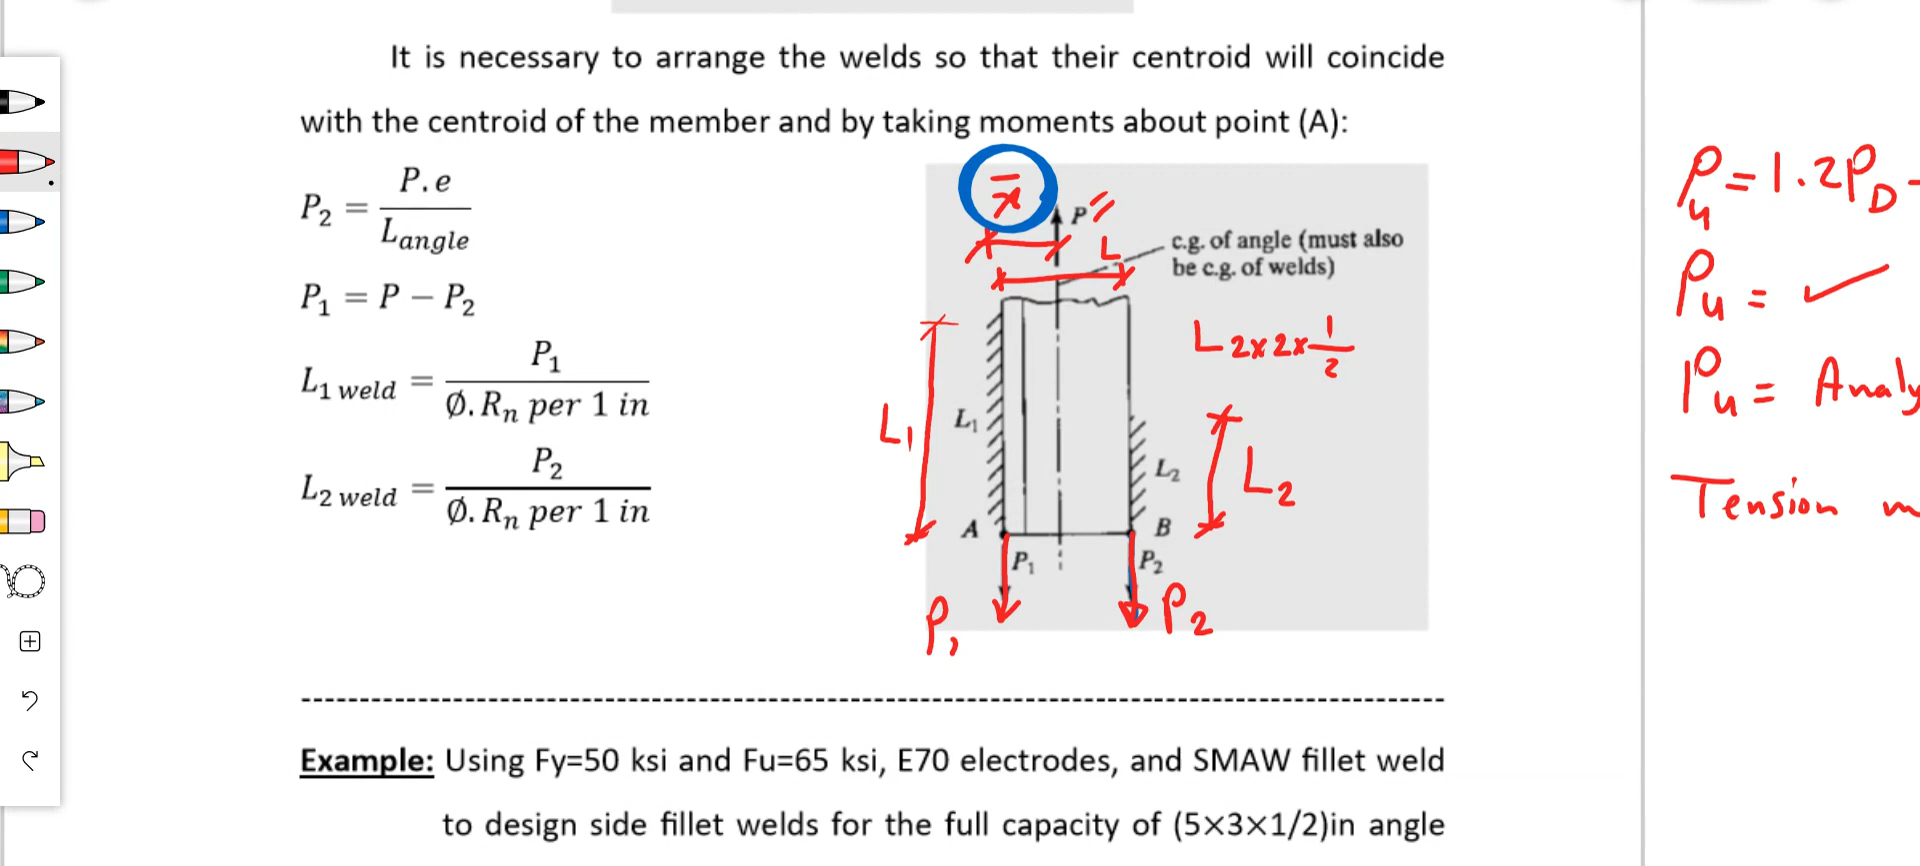 It is necessary to arrange the welds so that their centroid will coincide
with the centroid of the member and by taking moments about point (A):
P₂ = P.e / L_angle
P₁ = P − P₂
L₁ weld = P₁ / Ø.Rₙ per 1 in
L₂ weld = P₂ / Ø.Rₙ per 1 in
x̄
P
L
c.g. of angle (must also
be c.g. of welds)
L 2×2×1/2
L₁
L₁
L₂
L₂
A
B
P₁
P₂
P₁
P₂
Pu = 1.2P_D
Pu = ✓
Pu = Analy
Tension m
Example: Using Fy=50 ksi and Fu=65 ksi, E70 electrodes, and SMAW fillet weld
to design side fillet welds for the full capacity of (5×3×1/2)in angle